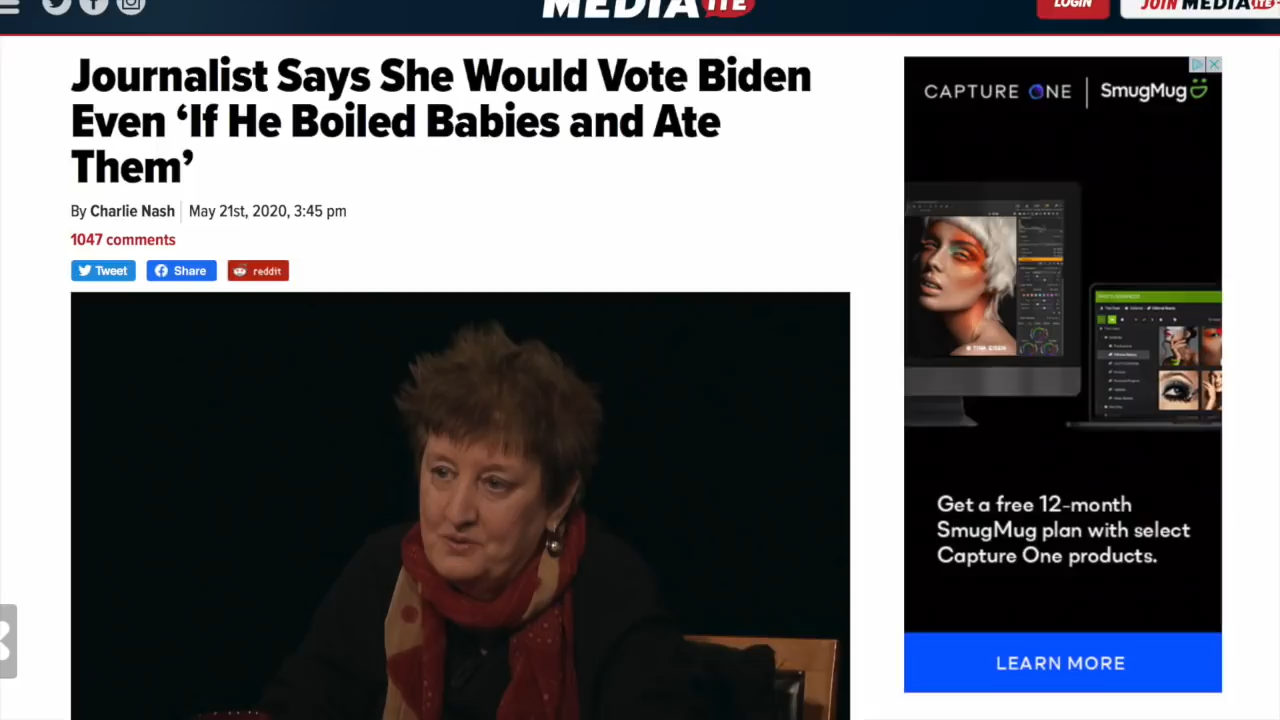 MEDIAITE
LOGIN
JOIN MEDIAITE+
Journalist Says She Would Vote Biden
Even ‘If He Boiled Babies and Ate
Them’
By Charlie Nash
May 21st, 2020, 3:45 pm
1047 comments
Tweet
Share
reddit
CAPTURE ONE
SmugMug
Get a free 12-month
SmugMug plan with select
Capture One products.
LEARN MORE